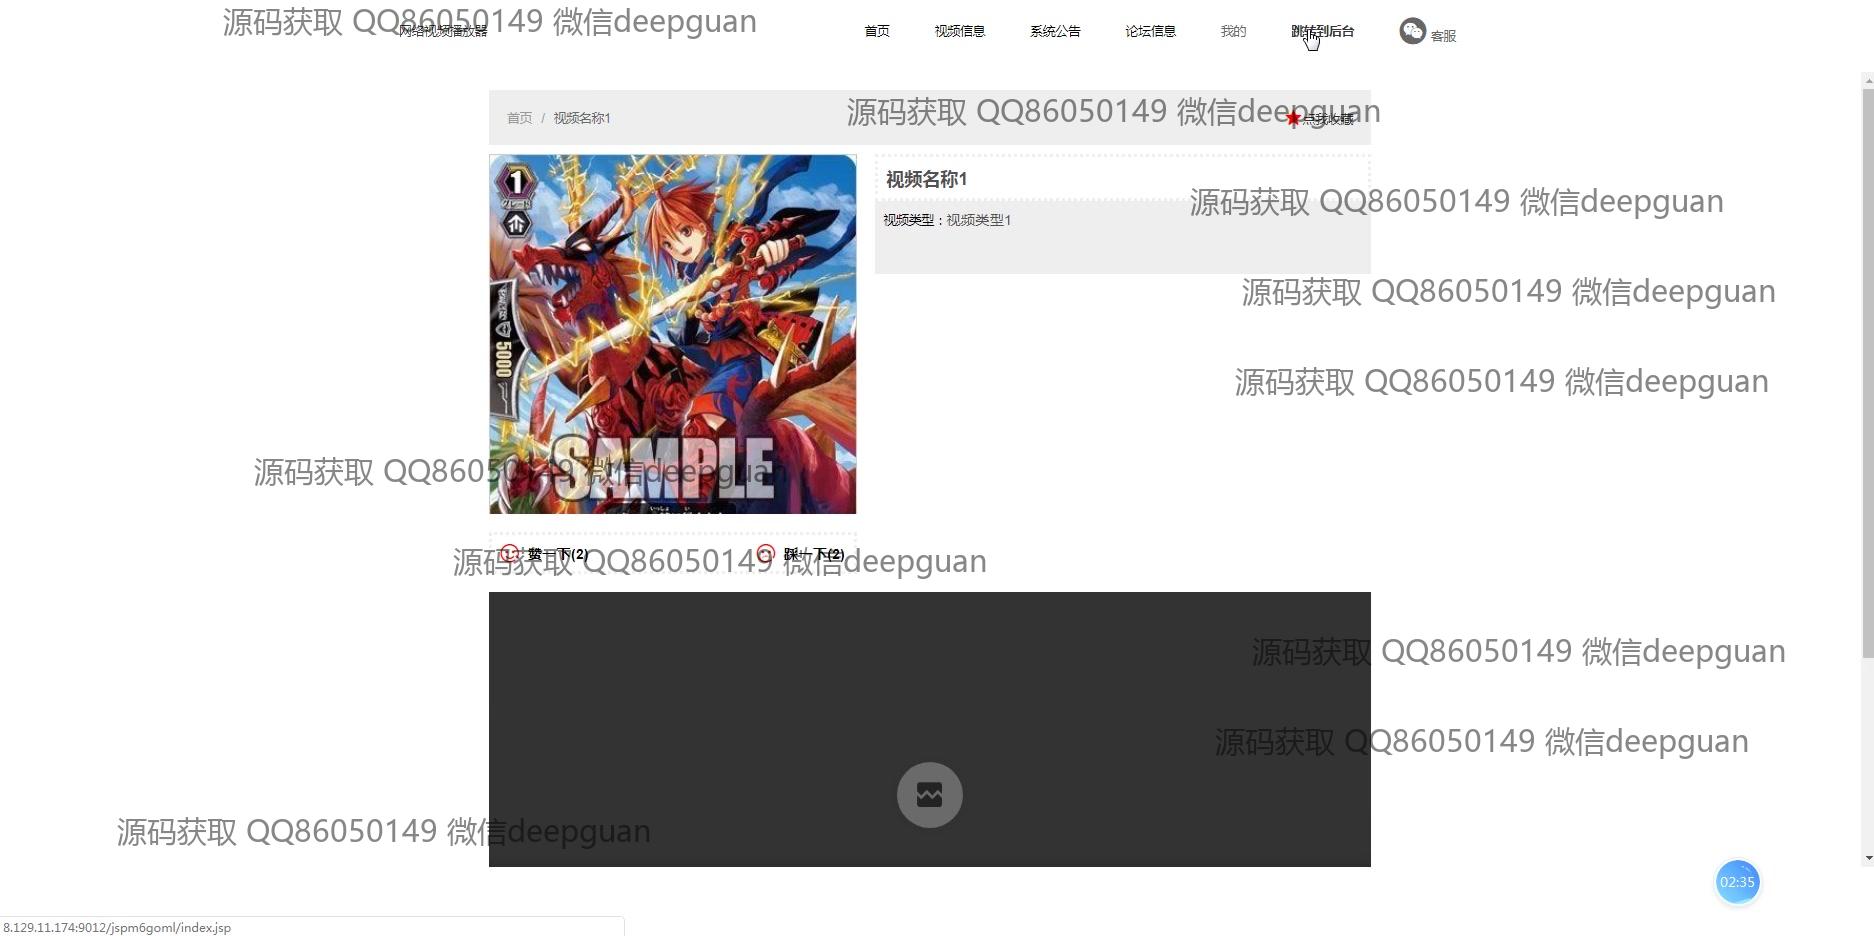 源码获取 QQ86050149 微信deepguan
网络视频播放器
首页
视频信息
系统公告
论坛信息
我的
跳转到后台
客服
首页 / 视频名称1
源码获取 QQ86050149 微信deepguan
点我收藏
1
グレード
视频名称1
源码获取 QQ86050149 微信deepguan
视频类型：视频类型1
源码获取 QQ86050149 微信deepguan
5000
源码获取 QQ86050149 微信deepguan
源码获取 QQ86050149 微信deepguan
SAMPLE
赞一下(2)
踩一下(2)
源码获取 QQ86050149 微信deepguan
源码获取 QQ86050149 微信deepguan
源码获取 QQ86050149 微信deepguan
源码获取 QQ86050149 微信deepguan
02:35
8.129.11.174:9012/jspm6goml/index.jsp